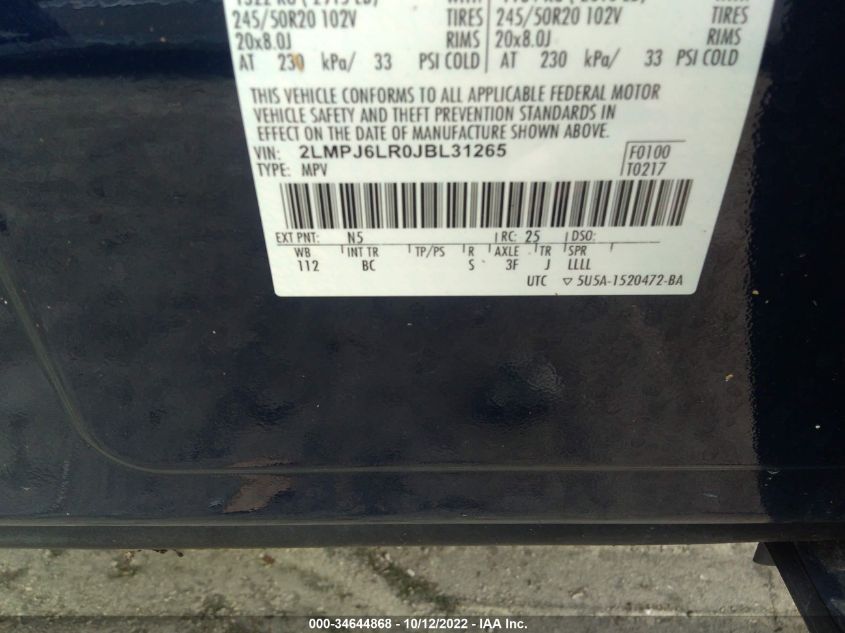 245/50R20 102V TIRES 245/50R20 102V TIRES
20x8.0J RIMS 20x8.0J RIMS
AT 230 kPa/ 33 PSI COLD AT 230 kPa/ 33 PSI COLD
THIS VEHICLE CONFORMS TO ALL APPLICABLE FEDERAL MOTOR
VEHICLE SAFETY AND THEFT PREVENTION STANDARDS IN
EFFECT ON THE DATE OF MANUFACTURE SHOWN ABOVE.
VIN: 2LMPJ6LR0JBL31265 F0100
TYPE: MPV T0217
EXT PNT: N5 RC: 25 DSO:
WB INT TR TP/PS R AXLE TR SPR
112 BC S 3F J LLLL
UTC ▽ 5U5A-1520472-BA
000-34644868 - 10/12/2022 - IAA Inc.